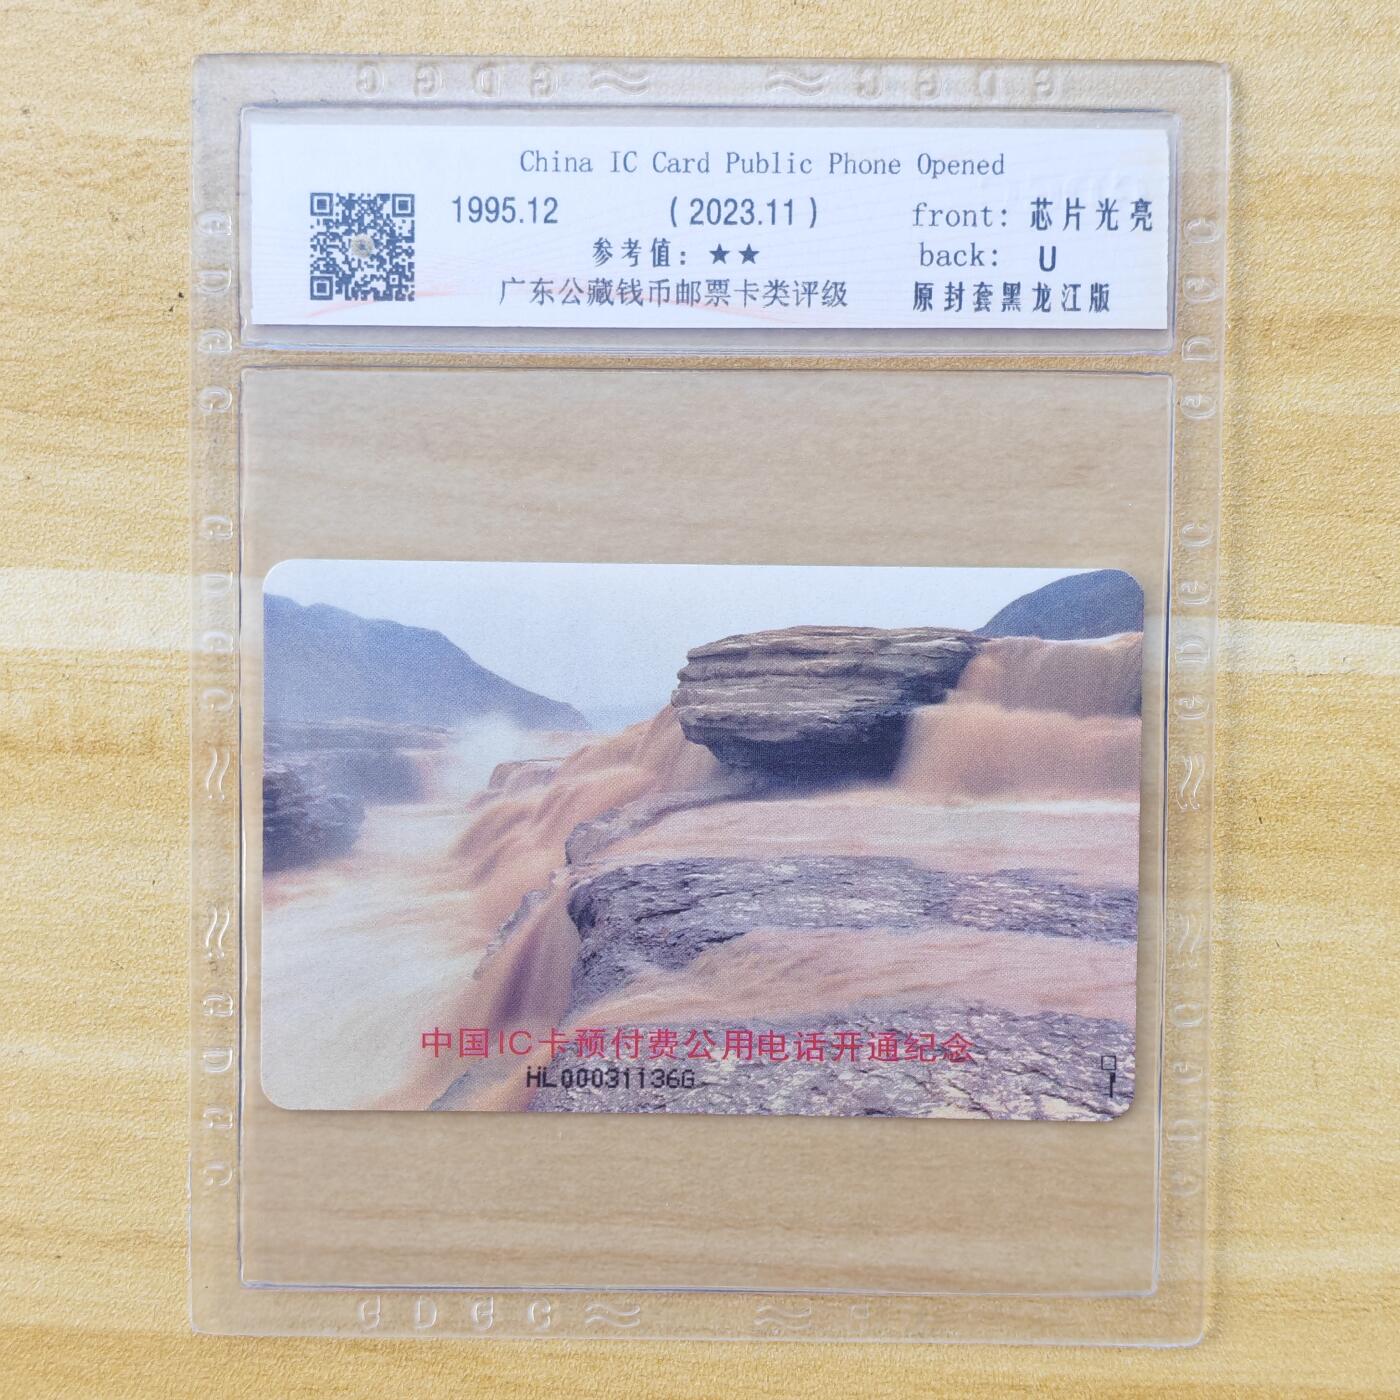 G D G C
China IC Card Public Phone Opened
1995.12 (2023.11) front: 芯片光亮
参考值:★★ back: U
广东公藏钱币邮票卡类评级 原封套黑龙江版
中国IC卡预付费公用电话开通纪念
HL00031136G
G D G C